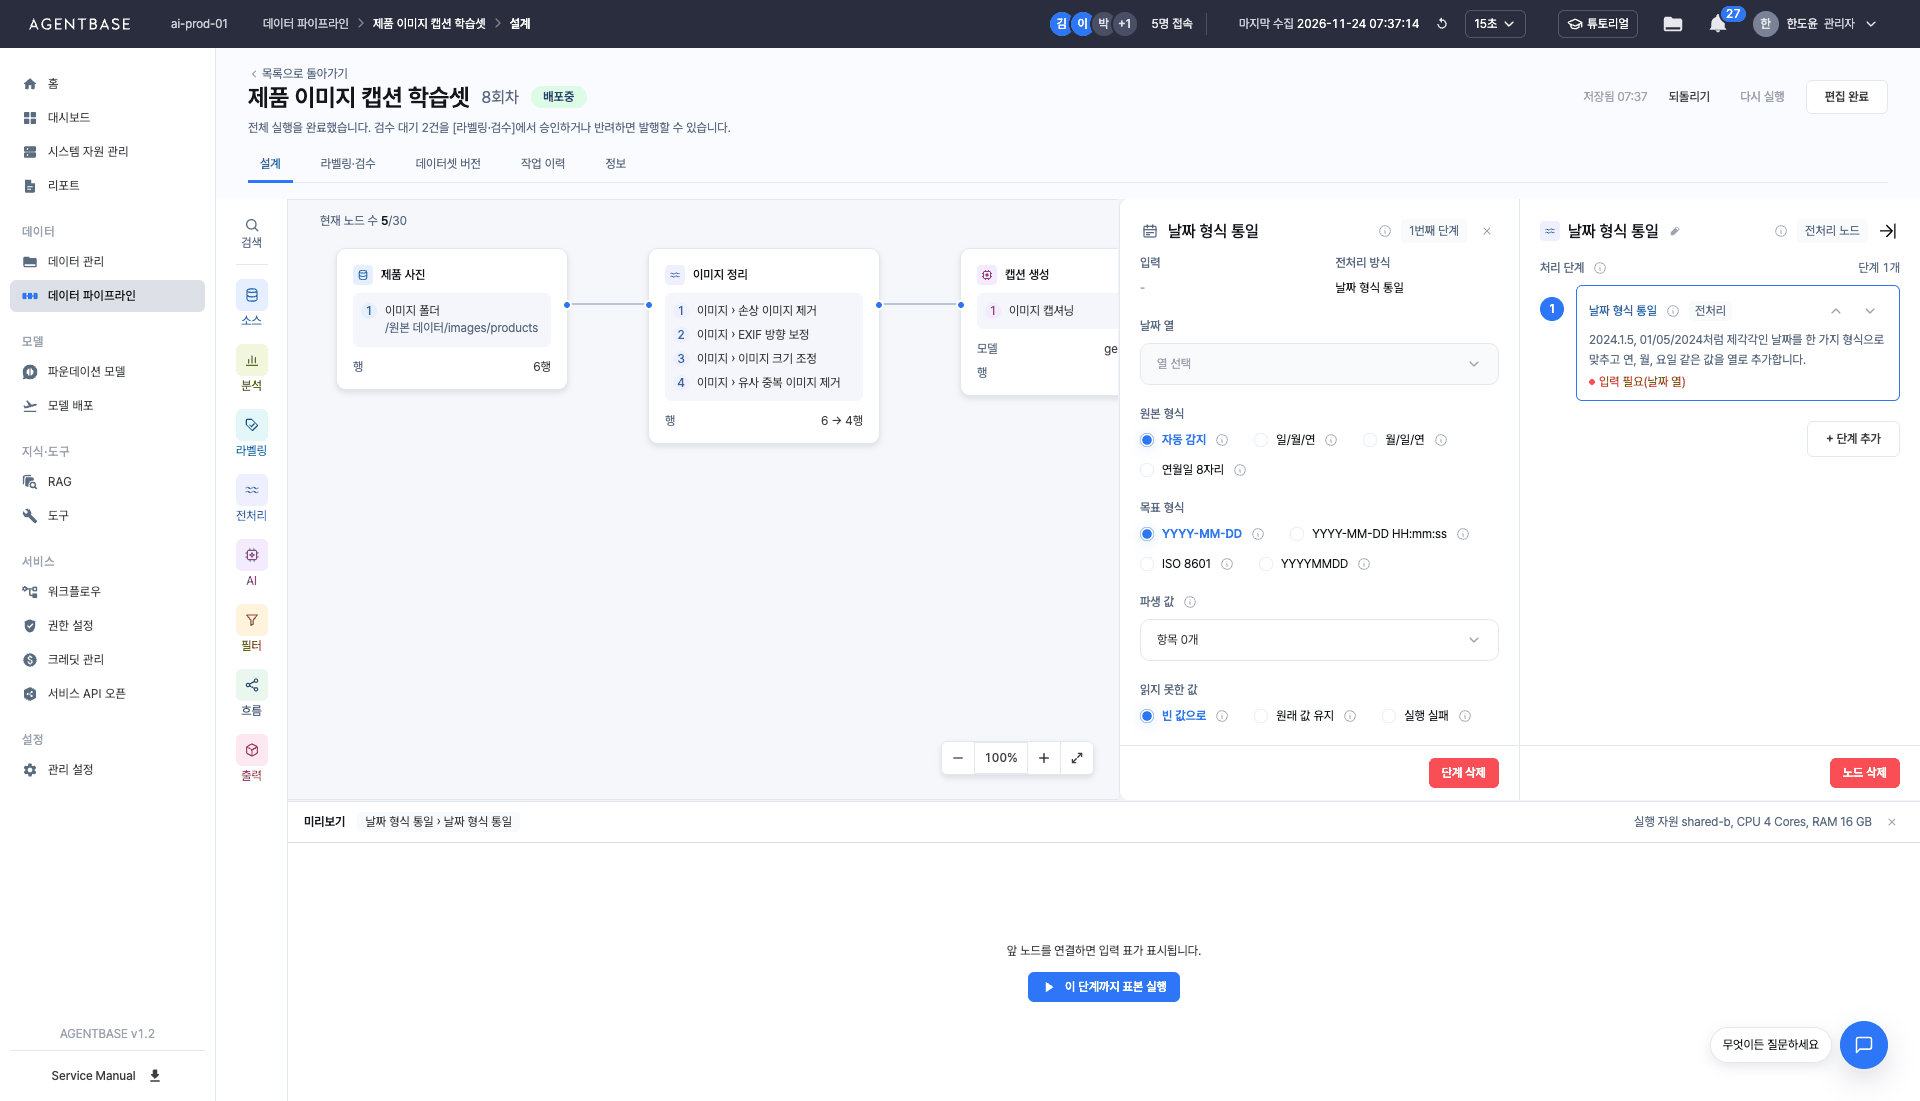 AGENTBASE
ai-prod-01
데이터 파이프라인
제품 이미지 캡션 학습셋
설계
김
이
박
+1
5명 접속
마지막 수집 2026-11-24 07:37:14
15초
튜토리얼
27
한
한도윤 관리자
홈
대시보드
시스템 자원 관리
리포트
데이터
데이터 관리
데이터 파이프라인
모델
파운데이션 모델
모델 배포
지식·도구
RAG
도구
서비스
워크플로우
권한 설정
크레딧 관리
서비스 API 오픈
설정
관리 설정
AGENTBASE v1.2
Service Manual
목록으로 돌아가기
제품 이미지 캡션 학습셋 8회차 배포중
전체 실행을 완료했습니다. 검수 대기 2건을 [라벨링·검수]에서 승인하거나 반려하면 발행할 수 있습니다.
저장됨 07:37
되돌리기
다시 실행
편집 완료
설계
라벨링·검수
데이터셋 버전
작업 이력
정보
검색
소스
분석
라벨링
전처리
AI
필터
흐름
출력
현재 노드 수 5/30
제품 사진
1 이미지 폴더
/원본 데이터/images/products
행 6행
이미지 정리
1 이미지 › 손상 이미지 제거
2 이미지 › EXIF 방향 보정
3 이미지 › 이미지 크기 조정
4 이미지 › 유사 중복 이미지 제거
행 6 → 4행
캡션 생성
1 이미지 캡셔닝
모델 ge
행
100%
날짜 형식 통일
1번째 단계
입력
-
전처리 방식
날짜 형식 통일
날짜 열
열 선택
원본 형식
자동 감지
일/월/연
월/일/연
연월일 8자리
목표 형식
YYYY-MM-DD
YYYY-MM-DD HH:mm:ss
ISO 8601
YYYYMMDD
파생 값
항목 0개
읽지 못한 값
빈 값으로
원래 값 유지
실행 실패
단계 삭제
날짜 형식 통일
전처리 노드
처리 단계
단계 1개
1
날짜 형식 통일
전처리
2024.1.5, 01/05/2024처럼 제각각인 날짜를 한 가지 형식으로
맞추고 연, 월, 요일 같은 값을 열로 추가합니다.
입력 필요(날짜 열)
+ 단계 추가
노드 삭제
미리보기
날짜 형식 통일 › 날짜 형식 통일
실행 자원 shared-b, CPU 4 Cores, RAM 16 GB
앞 노드를 연결하면 입력 표가 표시됩니다.
이 단계까지 표본 실행
무엇이든 질문하세요